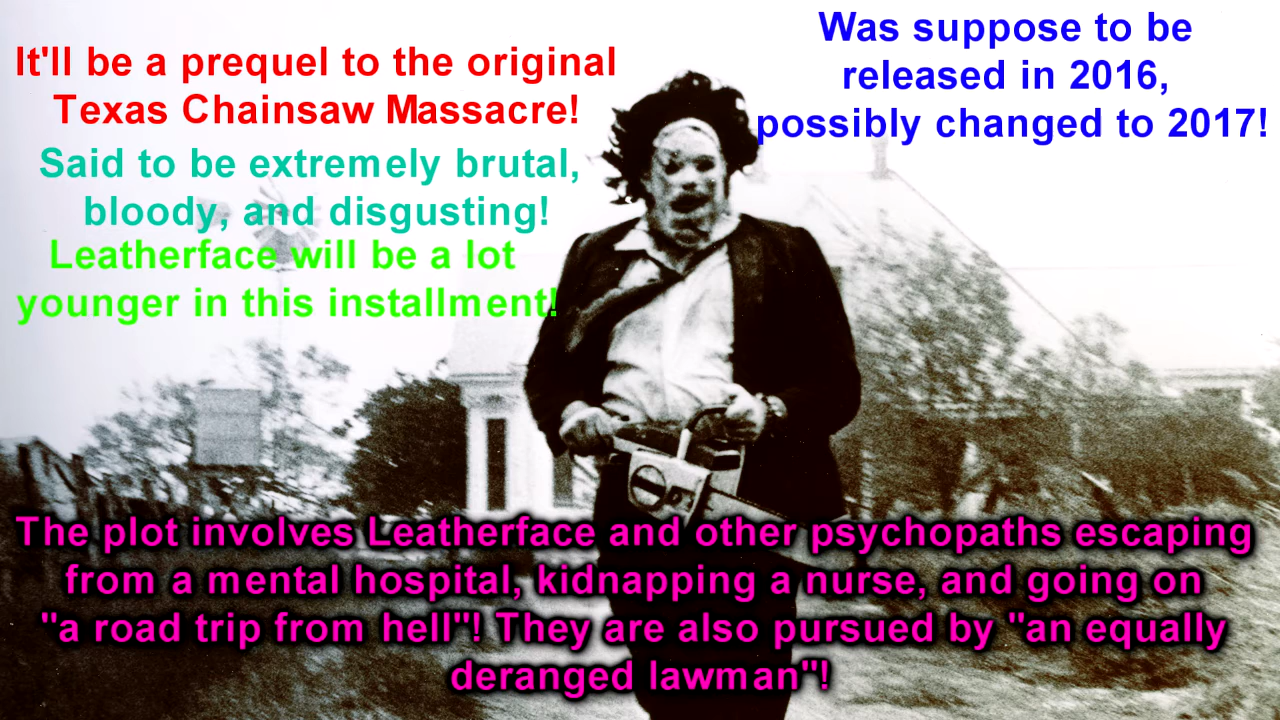 It'll be a prequel to the original
Texas Chainsaw Massacre!
Said to be extremely brutal,
bloody, and disgusting!
Leatherface will be a lot
younger in this installment!
Was suppose to be
released in 2016,
possibly changed to 2017!
The plot involves Leatherface and other psychopaths escaping
from a mental hospital, kidnapping a nurse, and going on
"a road trip from hell"! They are also pursued by "an equally
deranged lawman"!